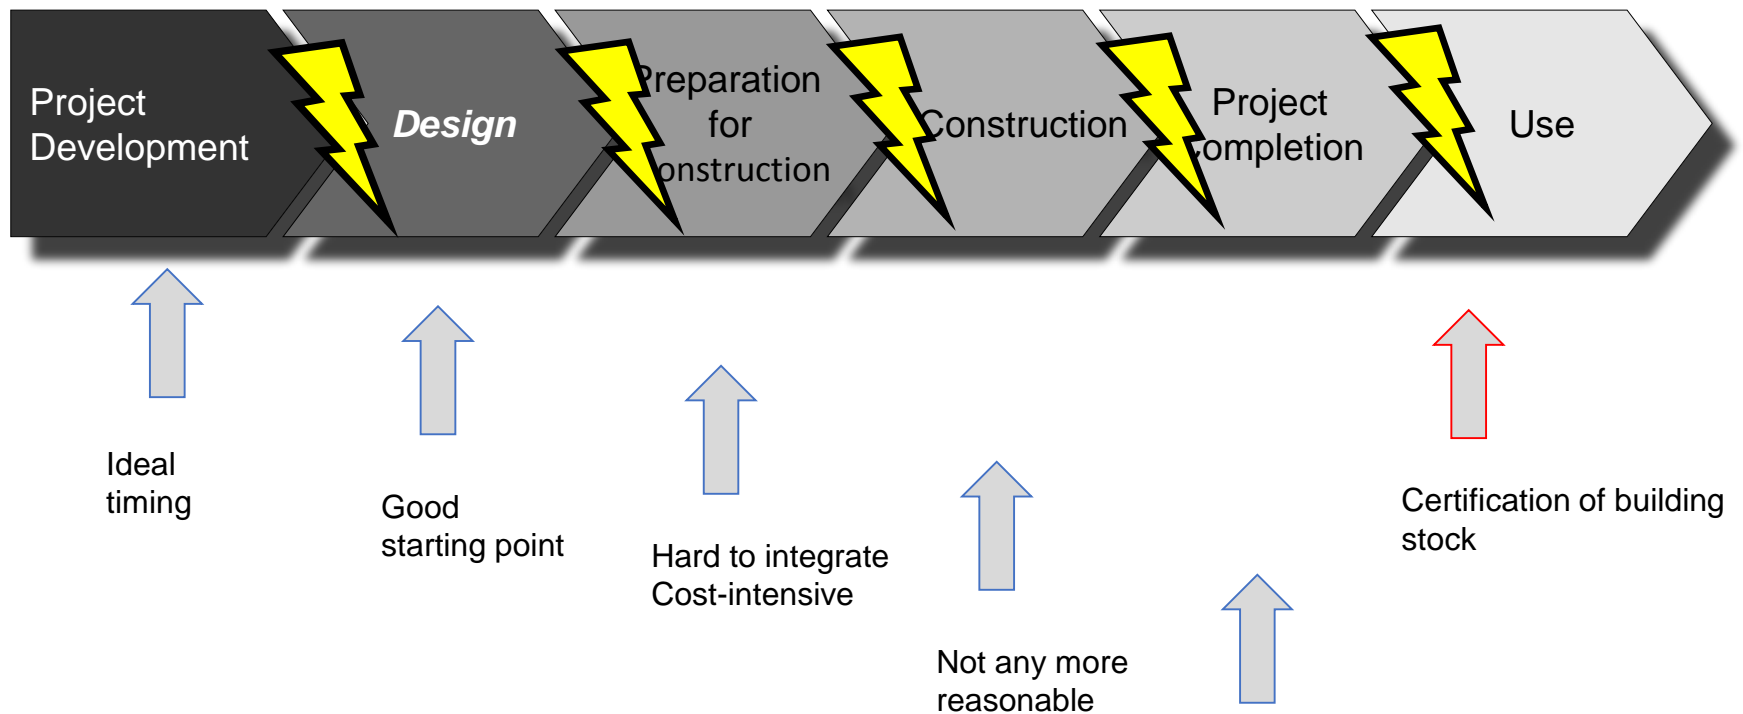 Project
Development
Design
reparation
for
onstruction
Construction
Project
ompletion
Use
Ideal
timing
Good
starting point
Hard to integrate
Cost-intensive
Not any more
reasonable
Certification of building
stock